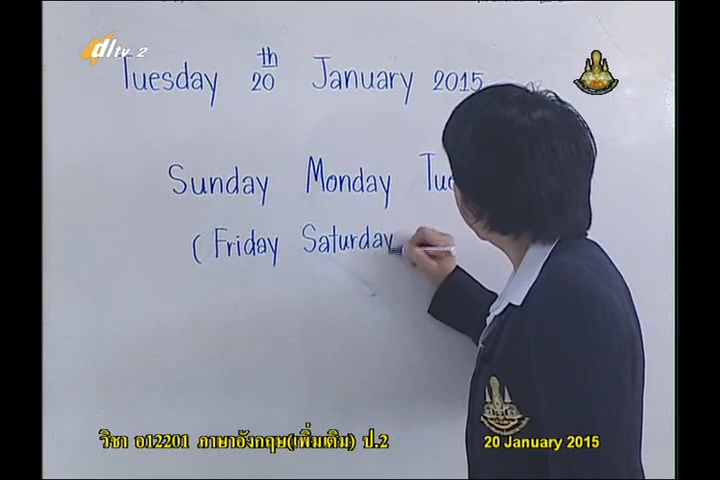 dltv 2
Tuesday 20th January 2015
Sunday Monday Tue
(Friday Saturday
วิชา อ12201 ภาษาอังกฤษ(เพิ่มเติม) ป.2
20 January 2015